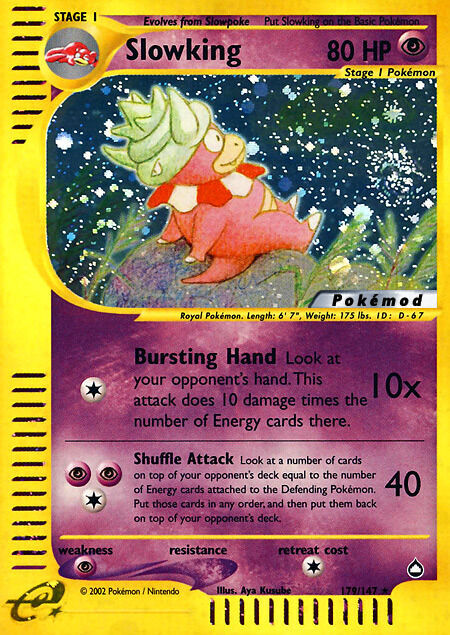 STAGE I
Evolves from Slowpoke Put Slowking on the Basic Pokémon
Slowking 80 HP
Stage I Pokémon
Pokémod
Royal Pokémon. Length: 6' 7", Weight: 175 lbs. ID: D-67
Bursting Hand Look at
your opponent's hand. This
attack does 10 damage times the
number of Energy cards there.
10x
Shuffle Attack Look at a number of cards
on top of your opponent's deck equal to the number
of Energy cards attached to the Defending Pokémon.
Put those cards in any order, and then put them back
on top of your opponent's deck.
40
weakness resistance retreat cost
© 2002 Pokémon / Nintendo Illus. Aya Kusube 179/147